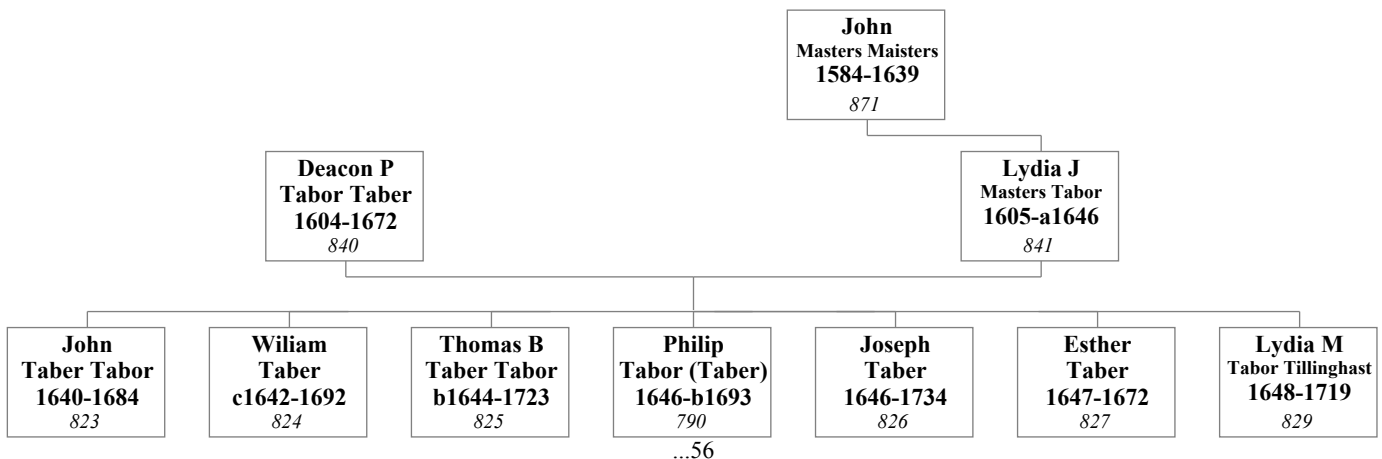 John
Masters Maisters
1584-1639
871
Deacon P
Tabor Taber
1604-1672
840
Lydia J
Masters Tabor
1605-a1646
841
John
Taber Tabor
1640-1684
823
Wiliam
Taber
c1642-1692
824
Thomas B
Taber Tabor
b1644-1723
825
Philip
Tabor (Taber)
1646-b1693
790
...56
Joseph
Taber
1646-1734
826
Esther
Taber
1647-1672
827
Lydia M
Tabor Tillinghast
1648-1719
829